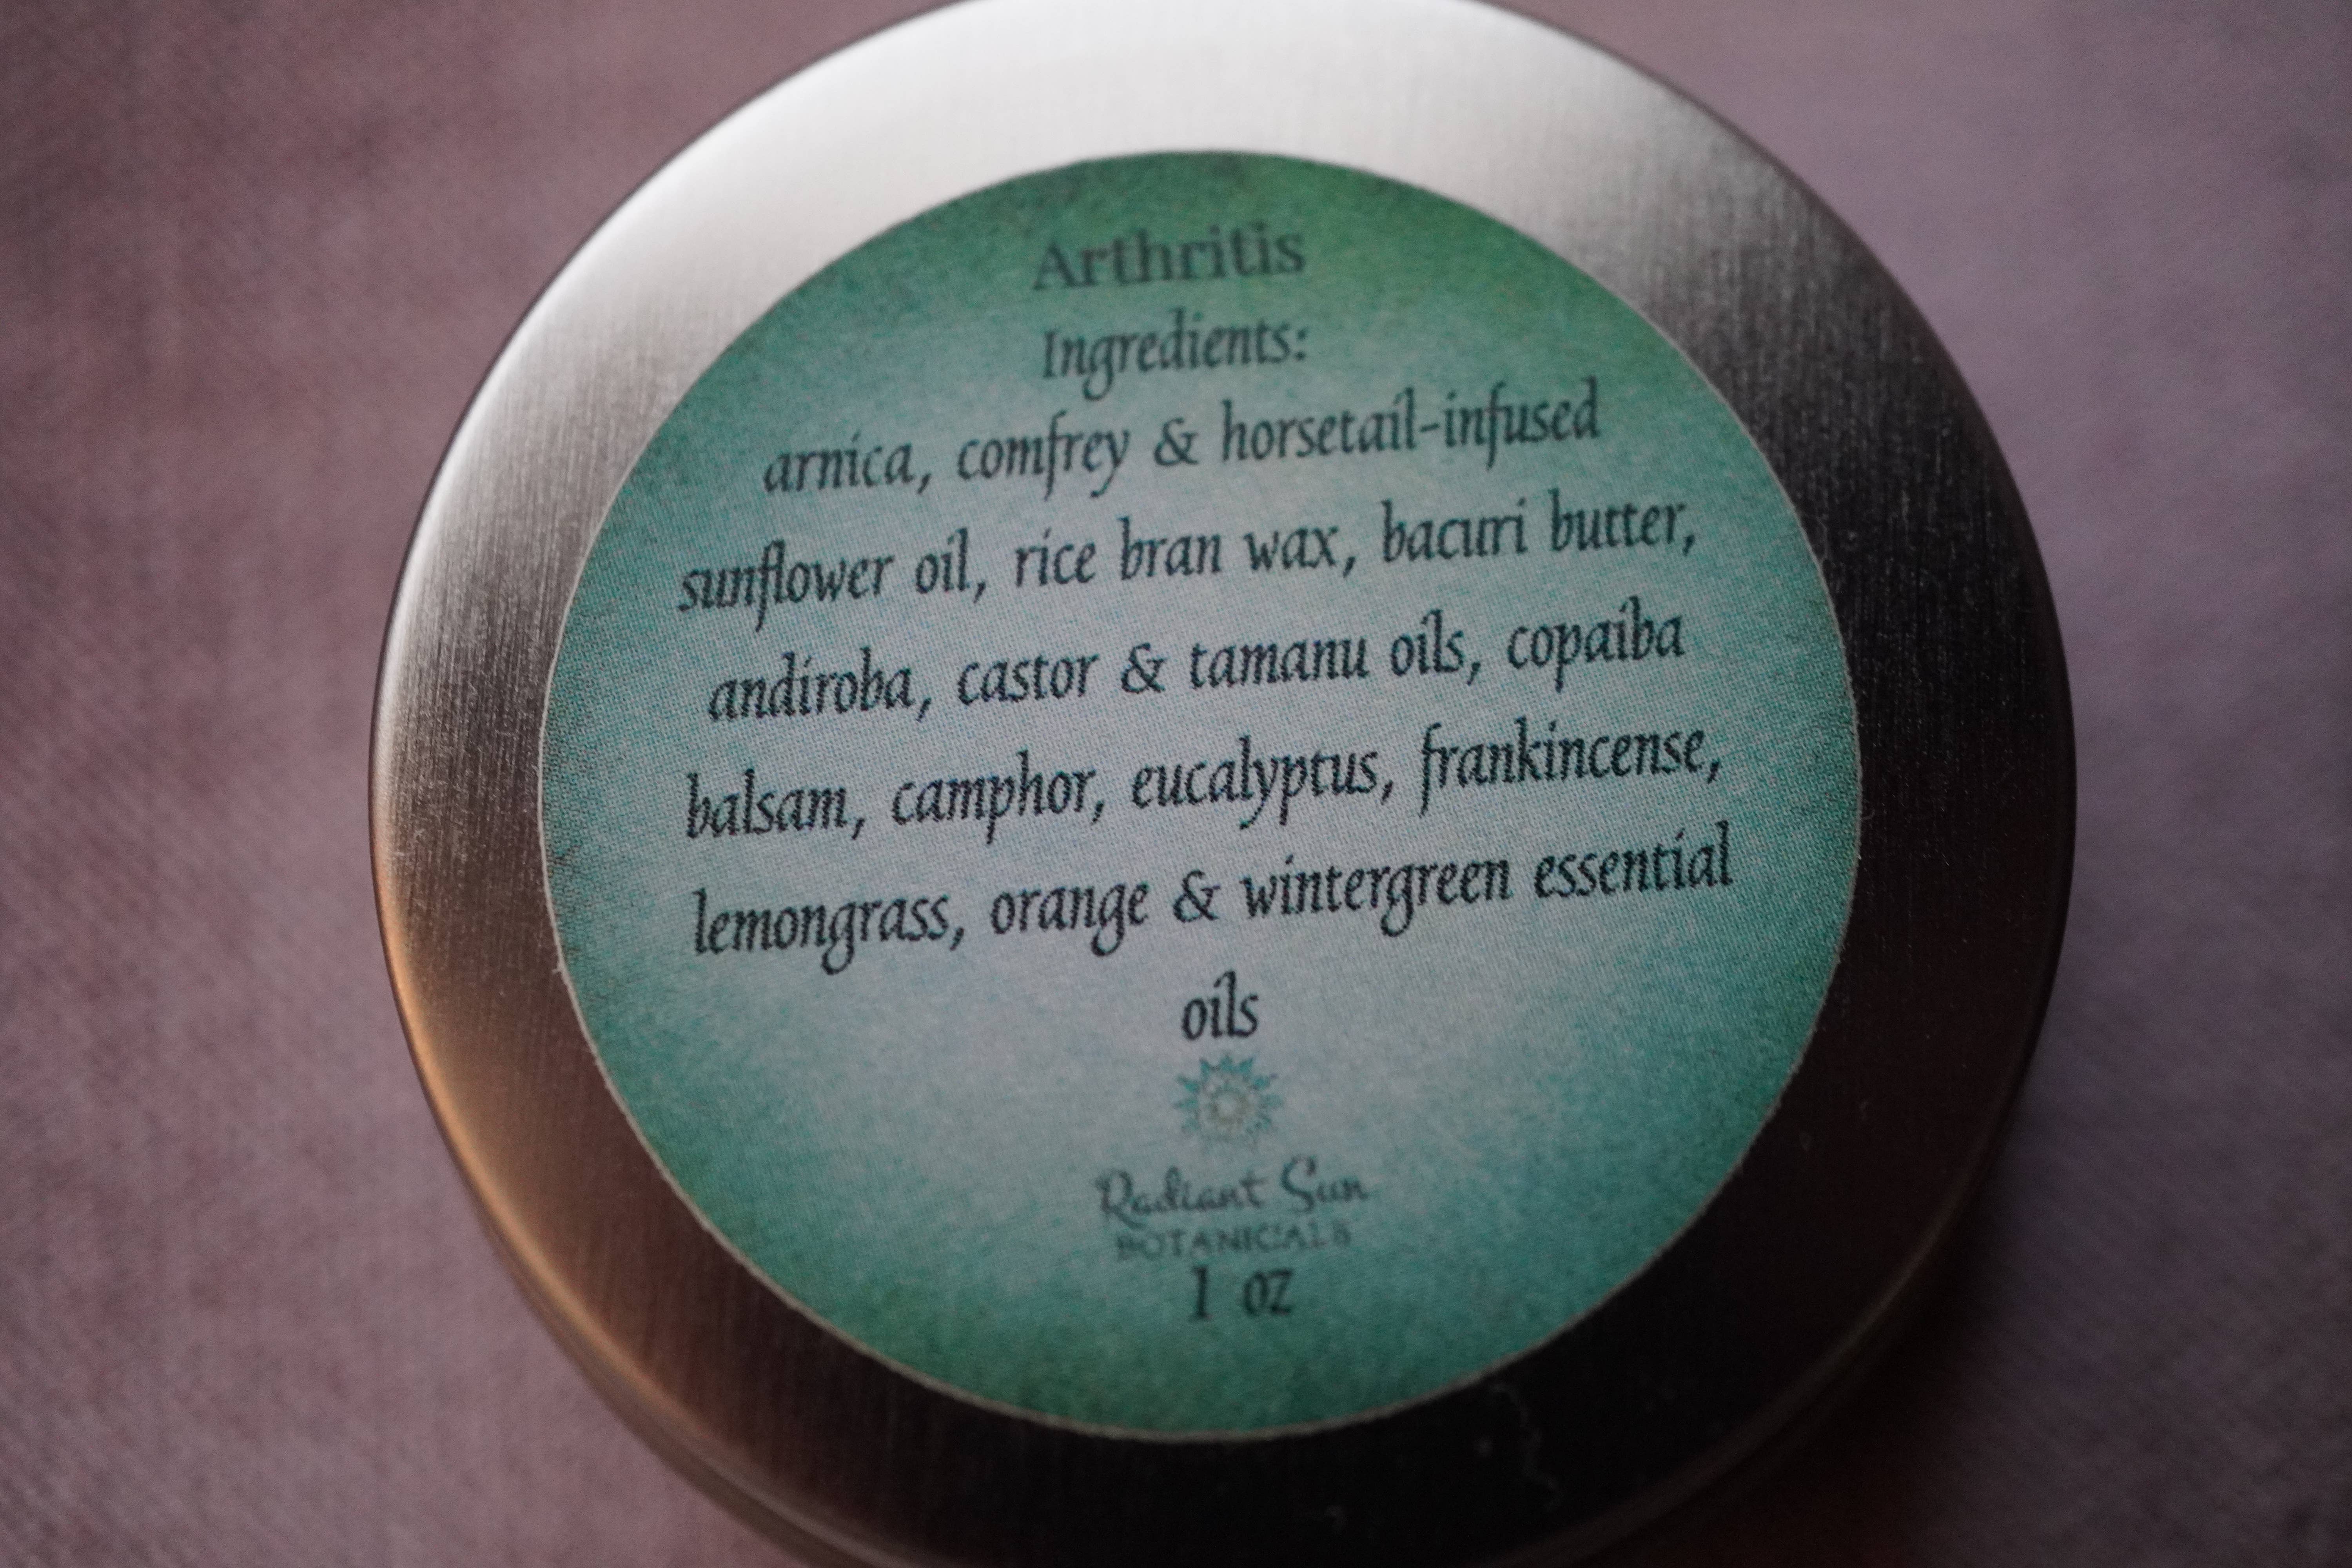 Arthritis
Ingredients:
arnica, comfrey & horsetail-infused
sunflower oil, rice bran wax, bacuri butter,
andiroba, castor & tamanu oils, copaiba
balsam, camphor, eucalyptus, frankincense,
lemongrass, orange & wintergreen essential
oils
Radiant Sun
BOTANICALS
1 oz